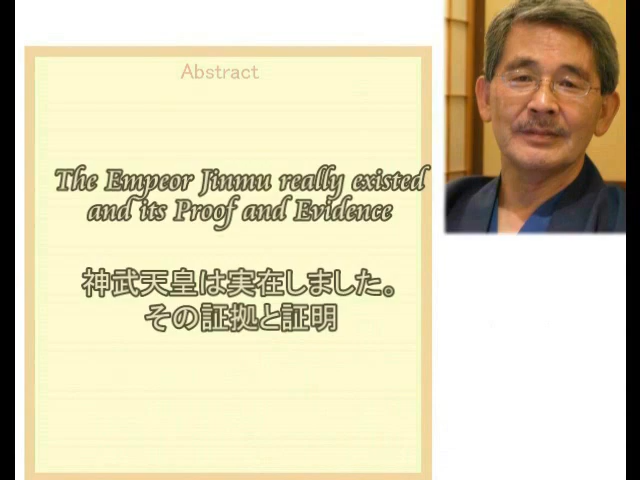 Abstract
The Empeor Jinmu really existed
and its Proof and Evidence
神武天皇は実在しました。
その証拠と証明